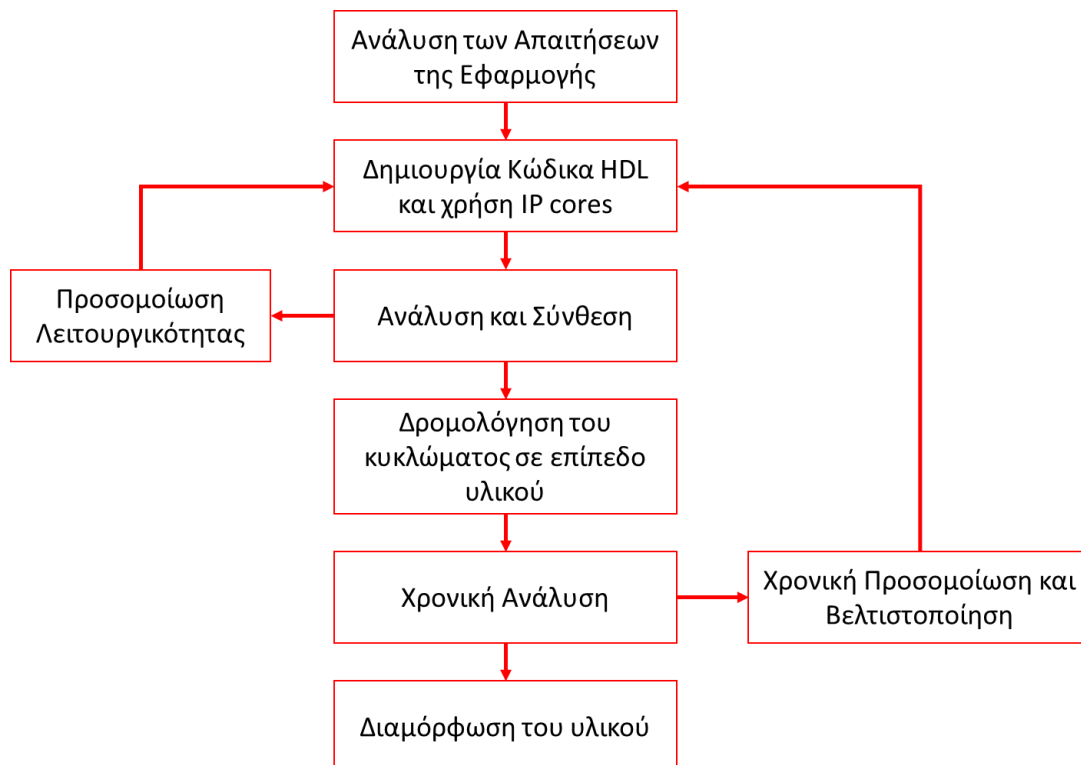 Ανάλυση των Απαιτήσεων
της Εφαρμογής
Δημιουργία Κώδικα HDL
και χρήση IP cores
Προσομοίωση
Λειτουργικότητας
Ανάλυση και Σύνθεση
Δρομολόγηση του
κυκλώματος σε επίπεδο
υλικού
Χρονική Ανάλυση
Χρονική Προσομοίωση και
Βελτιστοποίηση
Διαμόρφωση του υλικού